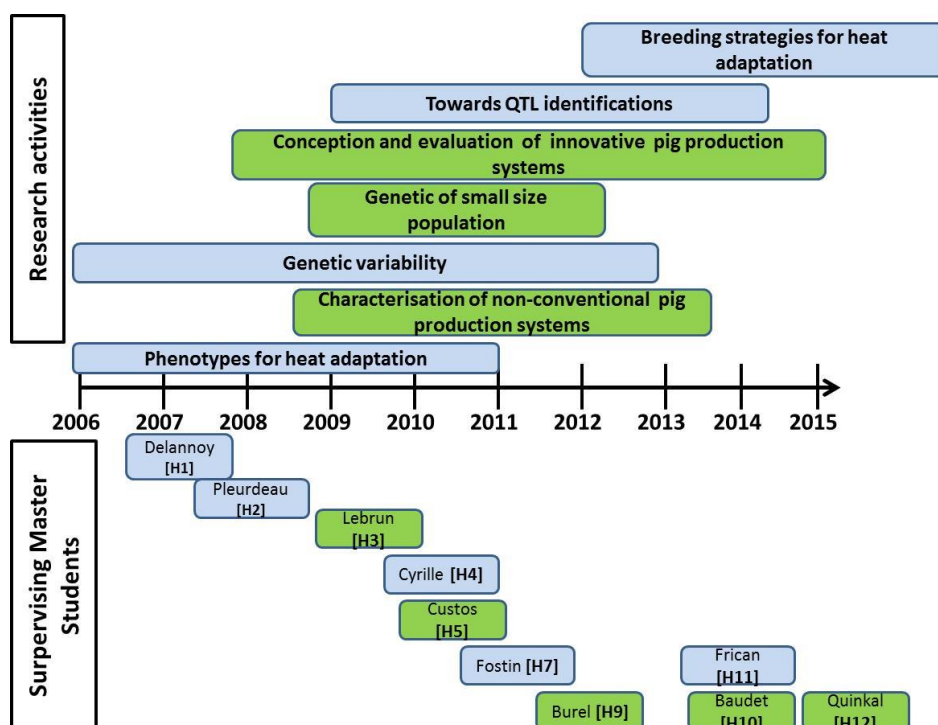 Research activities
Breeding strategies for heat
adaptation
Towards QTL identifications
Conception and evaluation of innovative pig production
systems
Genetic of small size
population
Genetic variability
Characterisation of non-conventional pig
production systems
Phenotypes for heat adaptation
2006 2007 2008 2009 2010 2011 2012 2013 2014 2015
Surpervising Master
Students
Delannoy
[H1]
Pleurdeau
[H2]
Lebrun
[H3]
Cyrille [H4]
Custos
[H5]
Fostin [H7]
Frican
[H11]
Burel [H9]
Baudet
[H10]
Quinkal
[H12]